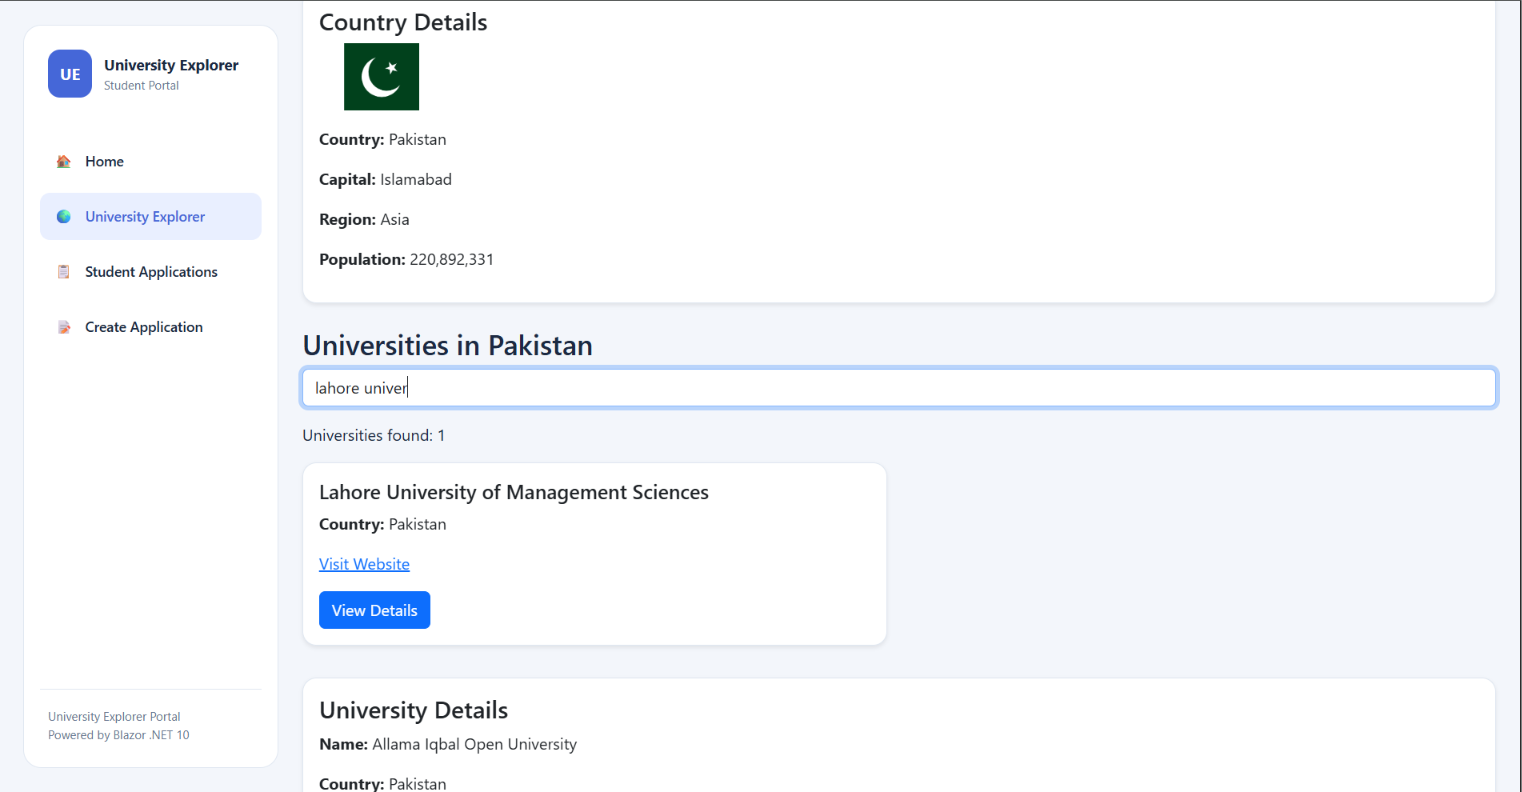 UE
University Explorer
Student Portal
Home
University Explorer
Student Applications
Create Application
University Explorer Portal
Powered by Blazor .NET 10
Country Details
Country: Pakistan
Capital: Islamabad
Region: Asia
Population: 220,892,331
Universities in Pakistan
lahore univer
Universities found: 1
Lahore University of Management Sciences
Country: Pakistan
Visit Website
View Details
University Details
Name: Allama Iqbal Open University
Country: Pakistan